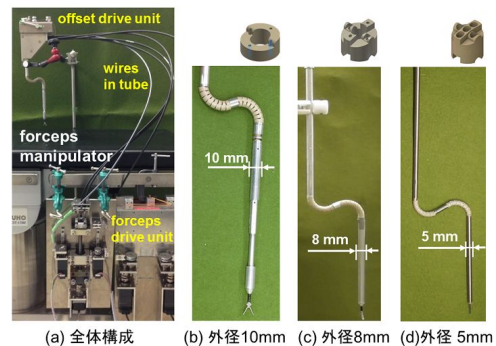 offset drive unit
wires
in tube
forceps
manipulator
forceps
drive unit
10 mm
8 mm
5 mm
(a) 全体構成
(b) 外径10mm
(c) 外径8mm
(d)外径 5mm